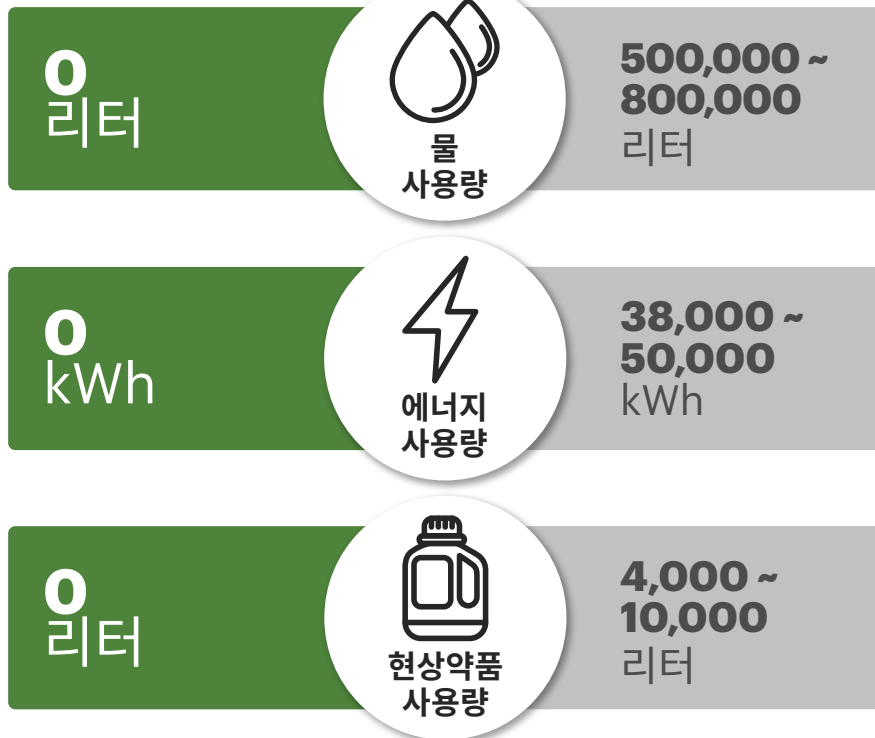 0
리터
물
사용량
500,000 ~
800,000
리터
0
kWh
에너지
사용량
38,000 ~
50,000
kWh
0
리터
현상약품
사용량
4,000 ~
10,000
리터